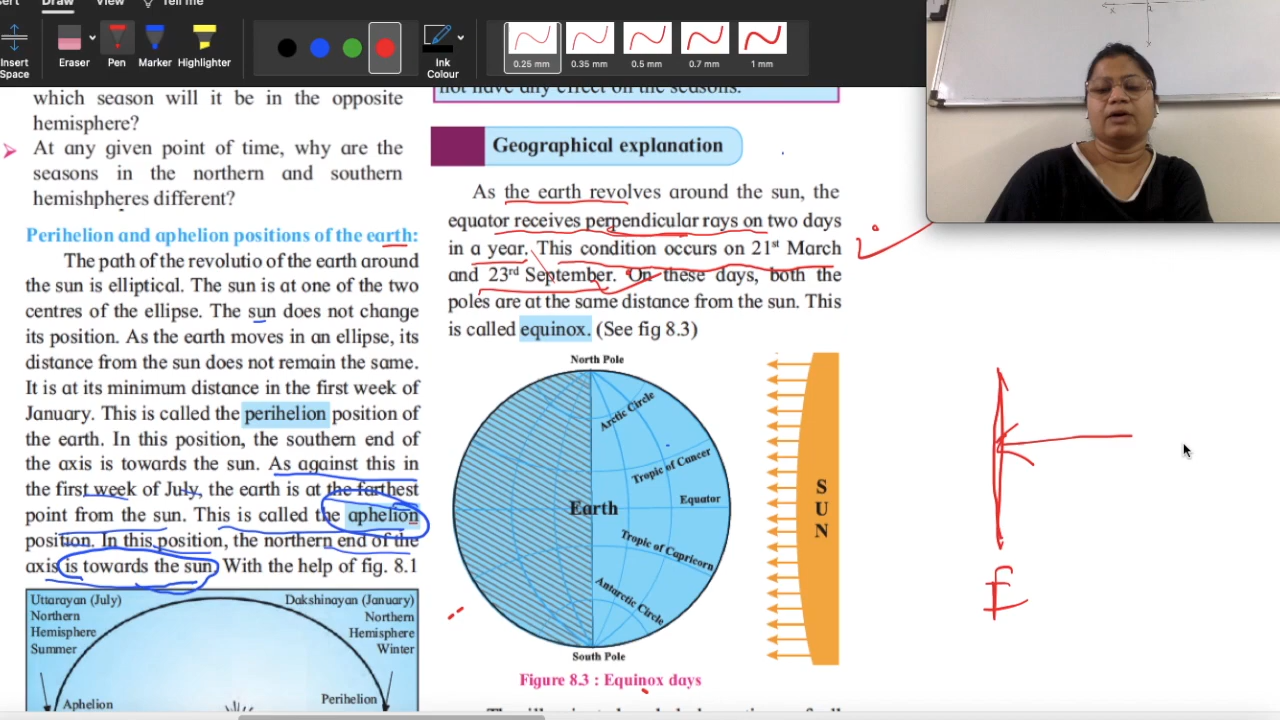 sert
Draw
View
Tell me
Insert
Space
Eraser
Pen
Marker
Highlighter
Ink
Colour
0.25 mm
0.35 mm
0.5 mm
0.7 mm
1 mm
which season will it be in the opposite
hemisphere?
At any given point of time, why are the
seasons in the northern and southern
hemishpheres different?
Perihelion and aphelion positions of the earth:
The path of the revolutio of the earth around
the sun is elliptical. The sun is at one of the two
centres of the ellipse. The sun does not change
its position. As the earth moves in an ellipse, its
distance from the sun does not remain the same.
It is at its minimum distance in the first week of
January. This is called the perihelion position of
the earth. In this position, the southern end of
the axis is towards the sun. As against this in
the first week of July, the earth is at the farthest
point from the sun. This is called the aphelion
position. In this position, the northern end of the
axis is towards the sun. With the help of fig. 8.1
Uttarayan (July)
Northern
Hemisphere
Summer
Dakshinayan (January)
Northern
Hemisphere
Winter
Aphelion
Perihelion
not have any effect on the seasons.
Geographical explanation
As the earth revolves around the sun, the
equator receives perpendicular rays on two days
in a year. This condition occurs on 21st March
and 23rd September. On these days, both the
poles are at the same distance from the sun. This
is called equinox. (See fig 8.3)
North Pole
Arctic Circle
Tropic of Cancer
Equator
Earth
Tropic of Capricorn
Antarctic Circle
South Pole
SUN
Figure 8.3 : Equinox days
E